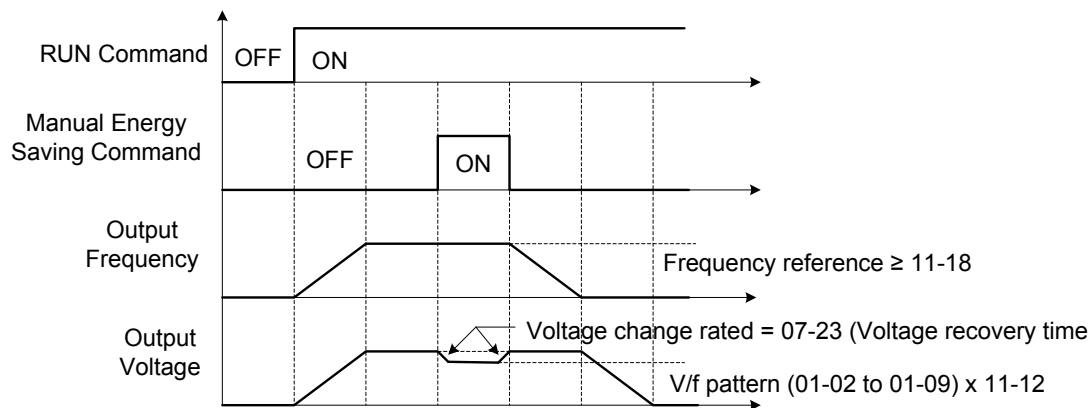 RUN Command
OFF
ON
Manual Energy
Saving Command
OFF
ON
Output
Frequency
Frequency reference ≥ 11-18
Output
Voltage
Voltage change rated = 07-23 (Voltage recovery time
V/f pattern (01-02 to 01-09) x 11-12